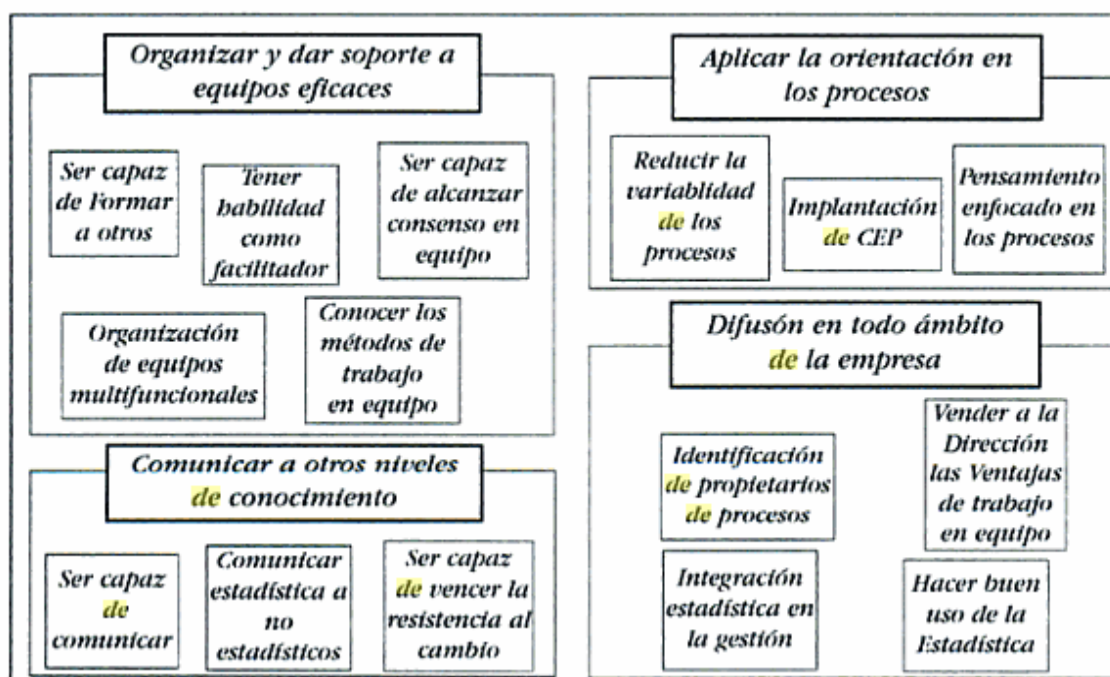 Organizar y dar soporte a
equipos eficaces
Ser capaz
de Formar
a otros
Tener
habilidad
como
facilitador
Ser capaz
de alcanzar
consenso en
equipo
Organización
de equipos
multifuncionales
Conocer los
métodos de
trabajo
en equipo
Comunicar a otros niveles
de conocimiento
Ser capaz
de
comunicar
Comunicar
estadística a
no
estadísticos
Ser capaz
de vencer la
resistencia al
cambio
Aplicar la orientación en
los procesos
Reducir la
variablidad
de los
procesos
Implantación
de CEP
Pensamiento
enfocado en
los procesos
Difusón en todo ámbito
de la empresa
Identificación
de propietarios
de procesos
Vender a la
Dirección
las Ventajas
de trabajo
en equipo
Integración
estadística en
la gestión
Hacer buen
uso de la
Estadística